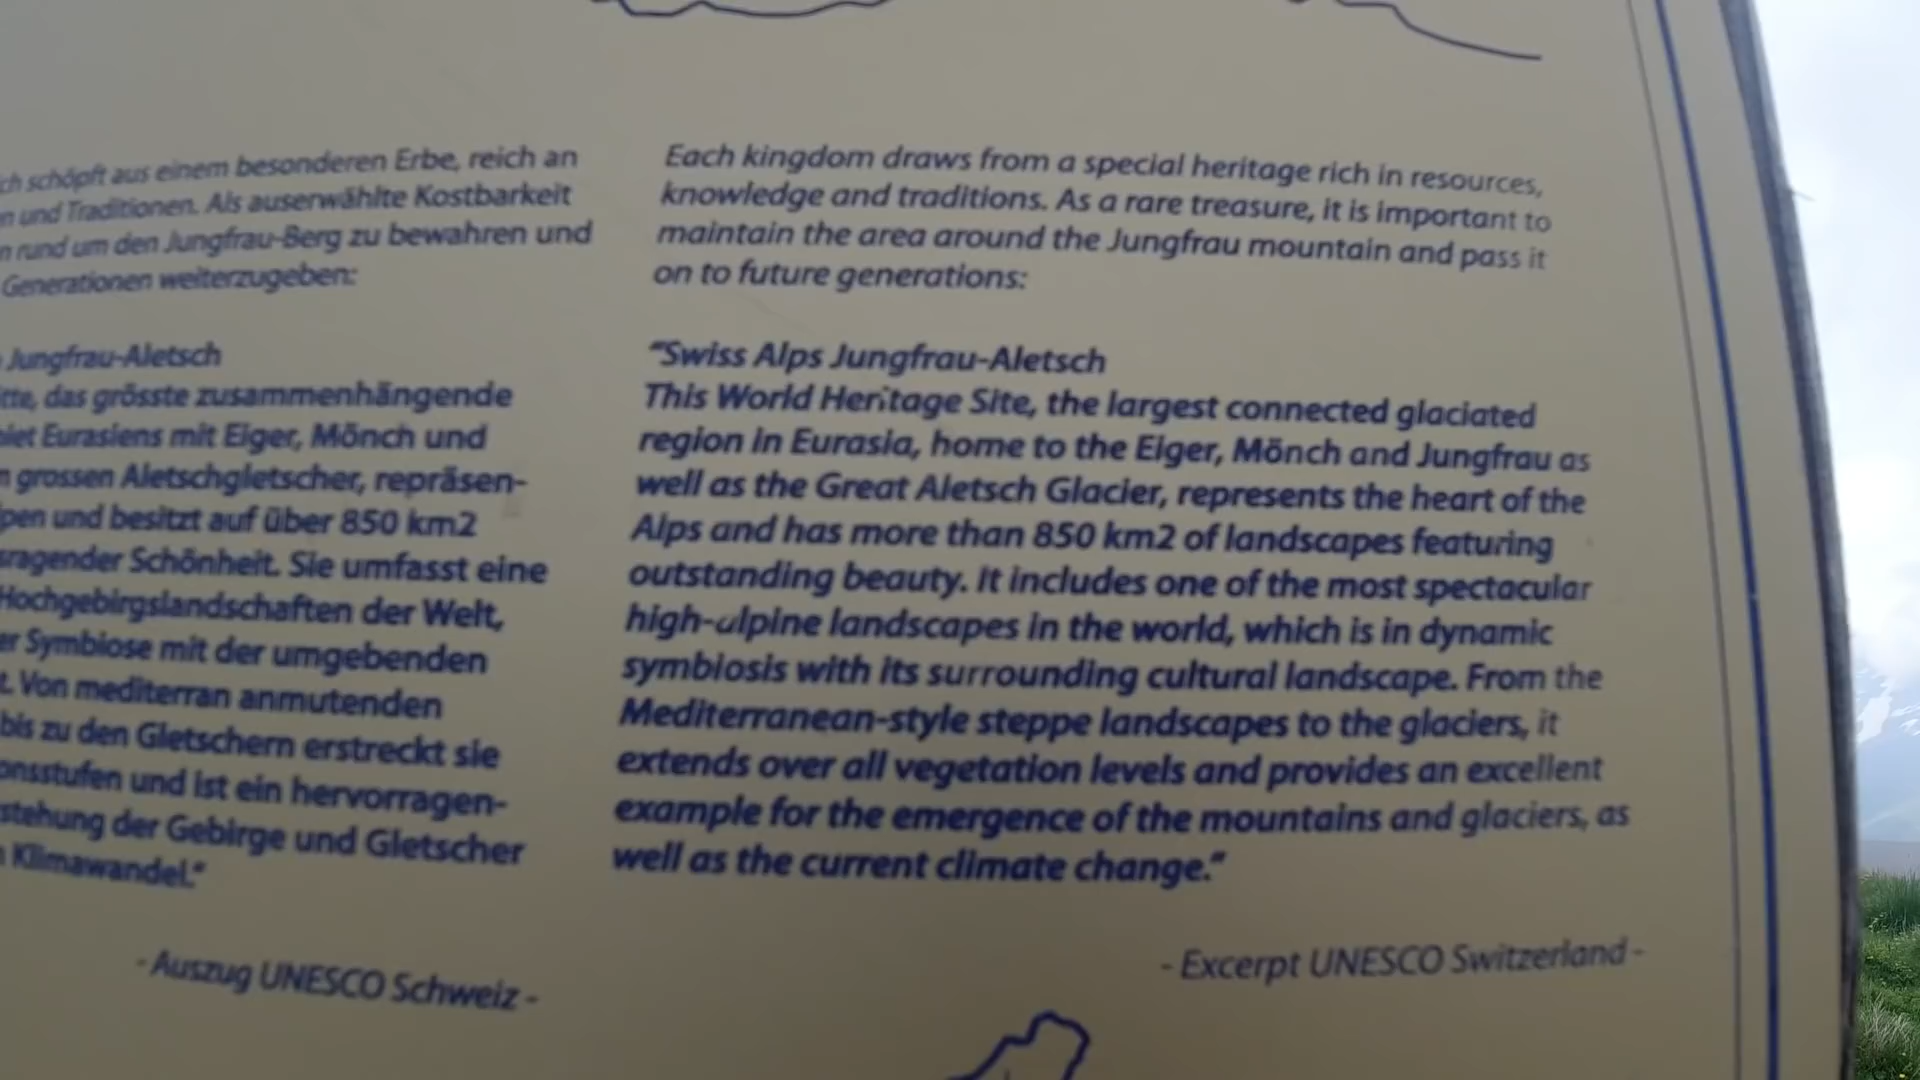 ch schöpft aus einem besonderen Erbe, reich an
n und Traditionen. Als auserwählte Kostbarkeit
n rund um den Jungfrau-Berg zu bewahren und
Generationen weiterzugeben:
Jungfrau-Aletsch
tte, das grösste zusammenhängende
iet Eurasiens mit Eiger, Mönch und
n grossen Aletschgletscher, repräsen-
pen und besitzt auf über 850 km2
sragender Schönheit. Sie umfasst eine
Hochgebirgslandschaften der Welt,
er Symbiose mit der umgebenden
t. Von mediterran anmutenden
bis zu den Gletschern erstreckt sie
onsstufen und ist ein hervorragen-
stehung der Gebirge und Gletscher
n Klimawandel."
- Auszug UNESCO Schweiz -
Each kingdom draws from a special heritage rich in resources,
knowledge and traditions. As a rare treasure, it is important to
maintain the area around the Jungfrau mountain and pass it
on to future generations:
"Swiss Alps Jungfrau-Aletsch
This World Heritage Site, the largest connected glaciated
region in Eurasia, home to the Eiger, Mönch and Jungfrau as
well as the Great Aletsch Glacier, represents the heart of the
Alps and has more than 850 km2 of landscapes featuring
outstanding beauty. It includes one of the most spectacular
high-alpine landscapes in the world, which is in dynamic
symbiosis with its surrounding cultural landscape. From the
Mediterranean-style steppe landscapes to the glaciers, it
extends over all vegetation levels and provides an excellent
example for the emergence of the mountains and glaciers, as
well as the current climate change."
- Excerpt UNESCO Switzerland -